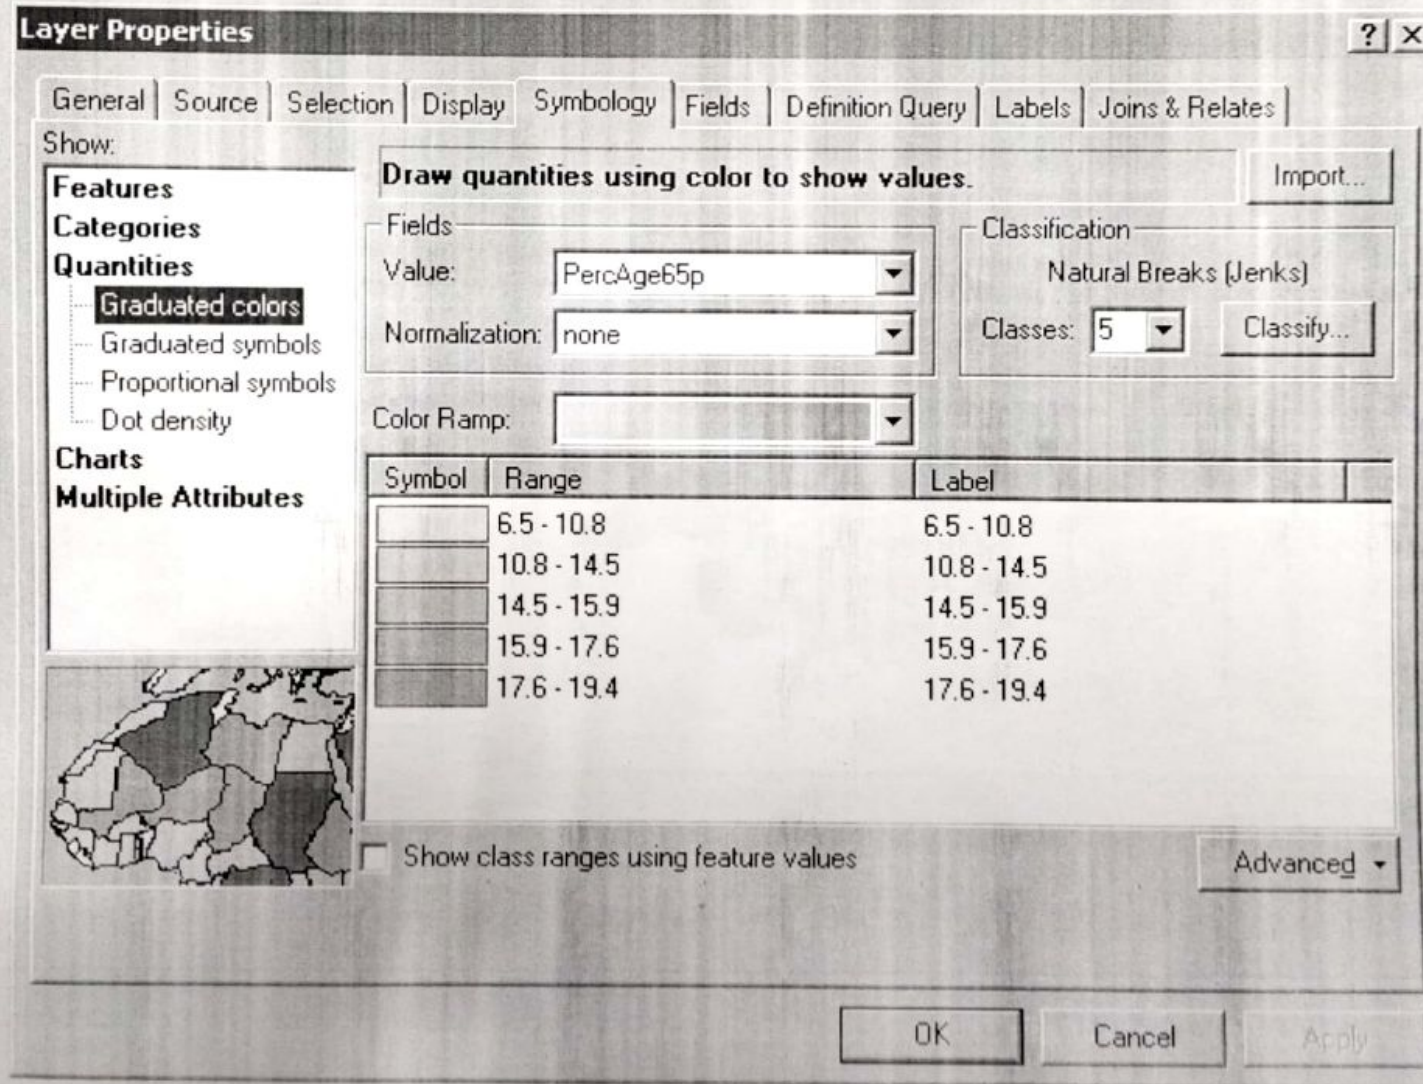 Layer Properties
? X
General Source Selection Display Symbology Fields Definition Query Labels Joins & Relates
Show:
Features
Categories
Quantities
Graduated colors
Graduated symbols
Proportional symbols
Dot density
Charts
Multiple Attributes
Draw quantities using color to show values.
Import...
Fields
Value: PercAge65p
Normalization: none
Classification
Natural Breaks (Jenks)
Classes: 5 Classify...
Color Ramp:
Symbol Range Label
6.5 - 10.8 6.5 - 10.8
10.8 - 14.5 10.8 - 14.5
14.5 - 15.9 14.5 - 15.9
15.9 - 17.6 15.9 - 17.6
17.6 - 19.4 17.6 - 19.4
Show class ranges using feature values
Advanced
OK Cancel Apply